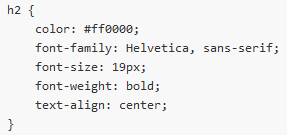 h2 {
    color: #ff0000;
    font-family: Helvetica, sans-serif;
    font-size: 19px;
    font-weight: bold;
    text-align: center;
}